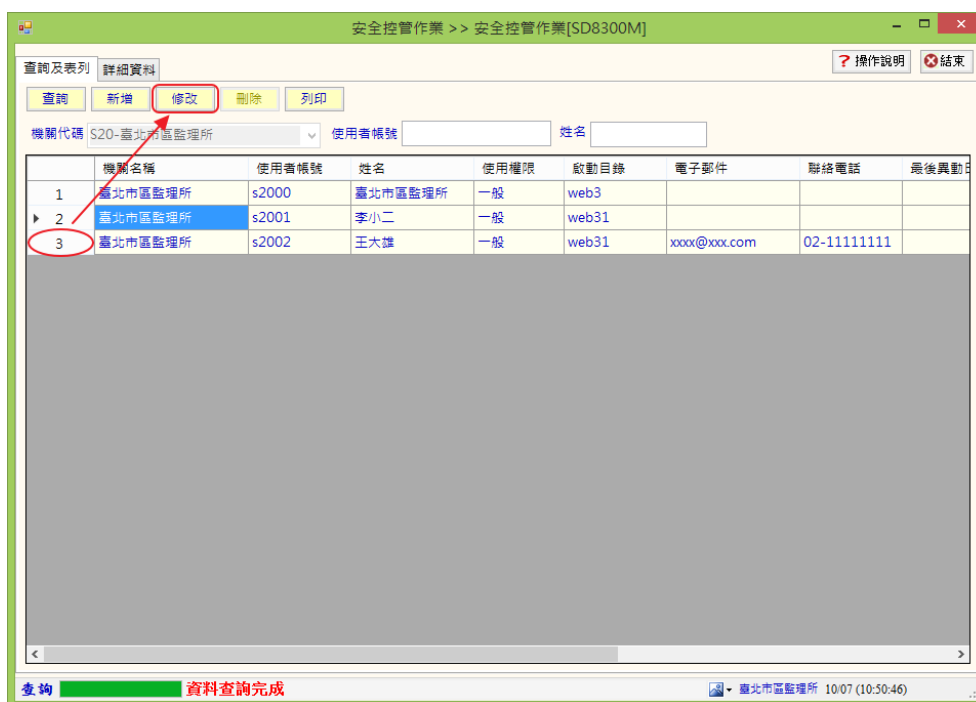 安全控管作業 >> 安全控管作業[SD8300M]
查詢及表列 詳細資料 ? 操作說明 結束
查詢 新增 修改 刪除 列印
機關代碼 S20-臺北市區監理所 使用者帳號 姓名
機關名稱 使用者帳號 姓名 使用權限 啟動目錄 電子郵件 聯絡電話 最後異動
1 臺北市區監理所 s2000 臺北市區監理所 一般 web3
2 臺北市區監理所 s2001 李小二 一般 web31
3 臺北市區監理所 s2002 王大雄 一般 web31 xxxx@xxx.com 02-11111111
查詢 資料查詢完成 臺北市區監理所 10/07 (10:50:46)